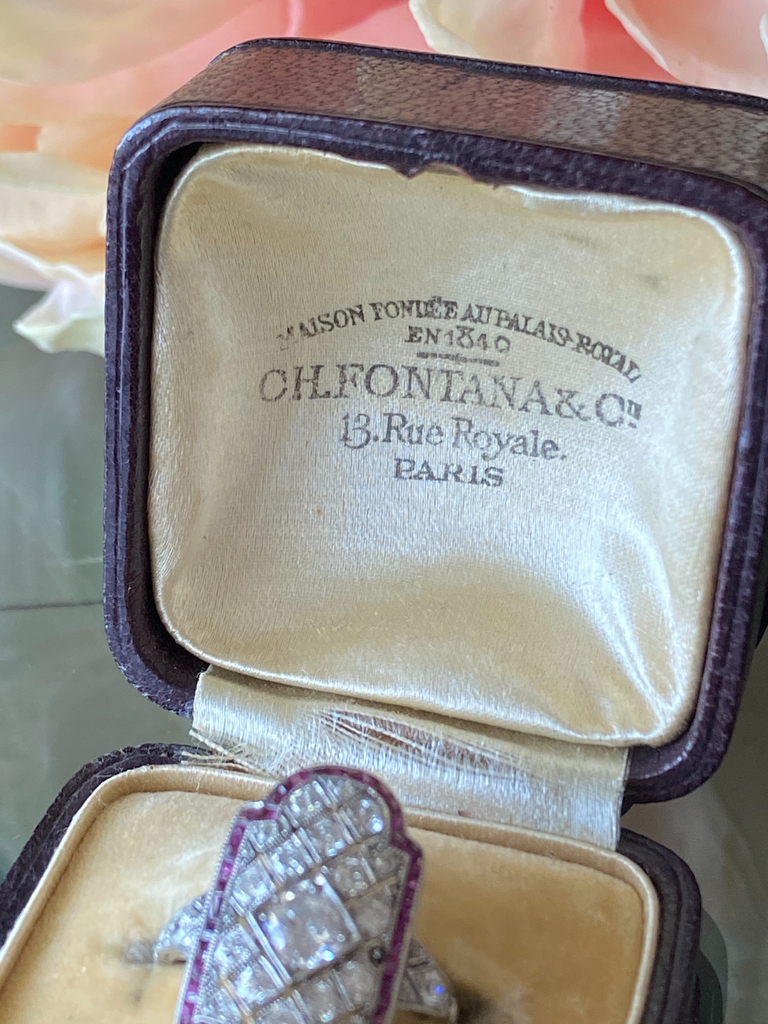 MAISON FONDÉE AU PALAIS-ROYAL
EN 1840
CH. FONTANA & Cie
13. Rue Royale.
PARIS